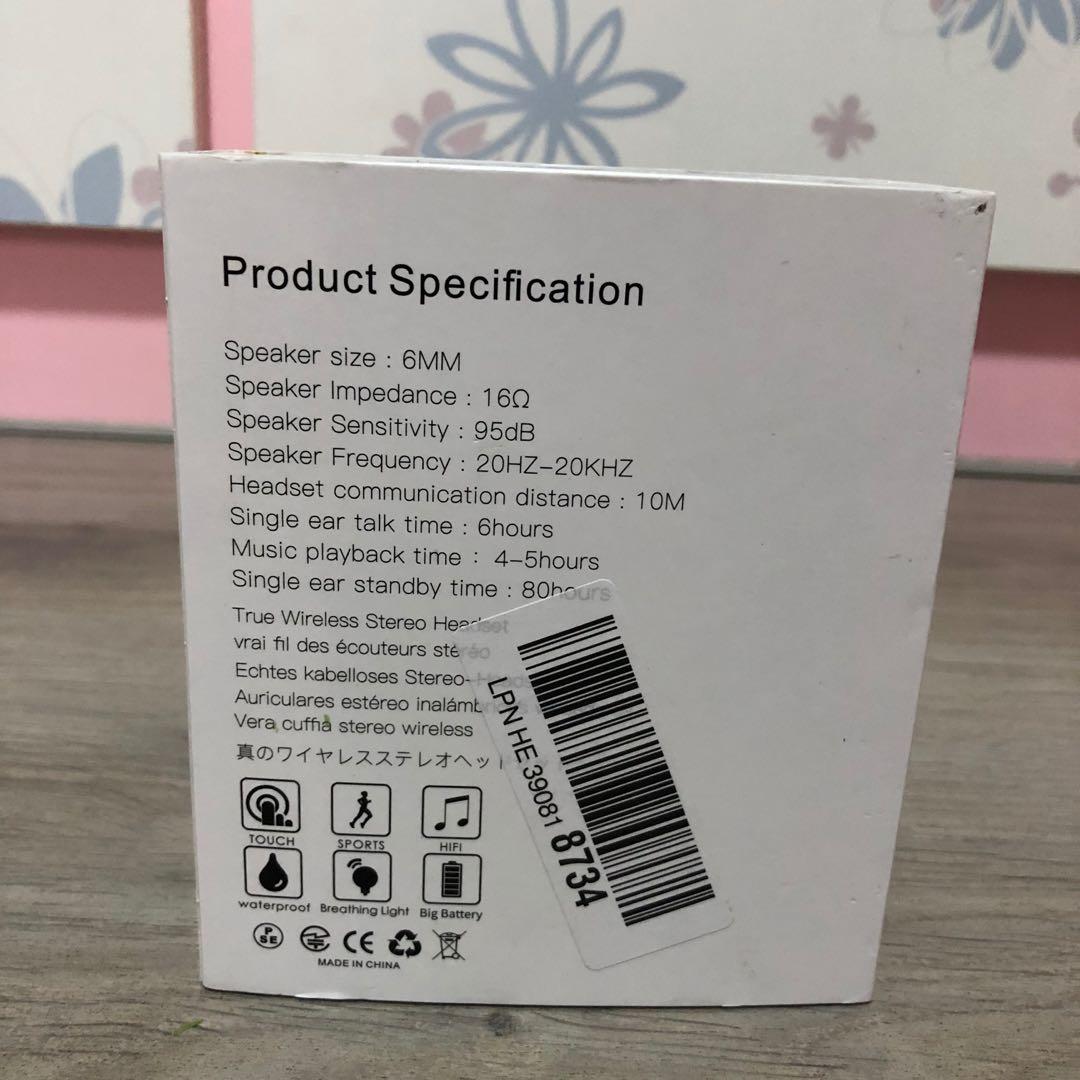 Product Specification
Speaker size : 6MM
Speaker Impedance : 16Ω
Speaker Sensitivity : 95dB
Speaker Frequency : 20HZ-20KHZ
Headset communication distance : 10M
Single ear talk time : 6hours
Music playback time : 4-5hours
Single ear standby time : 80hours
True Wireless Stereo Headset
vrai fil des écouteurs stéréo
Echtes kabelloses Stereo-
Auriculares estéreo
Vera cuffia stereo wireless
真のワイヤレスステレオヘッ
LPN HE 39081 8734
TOUCH SPORTS HIFI
waterproof Breathing Light Big Battery
PSE CE
MADE IN CHINA